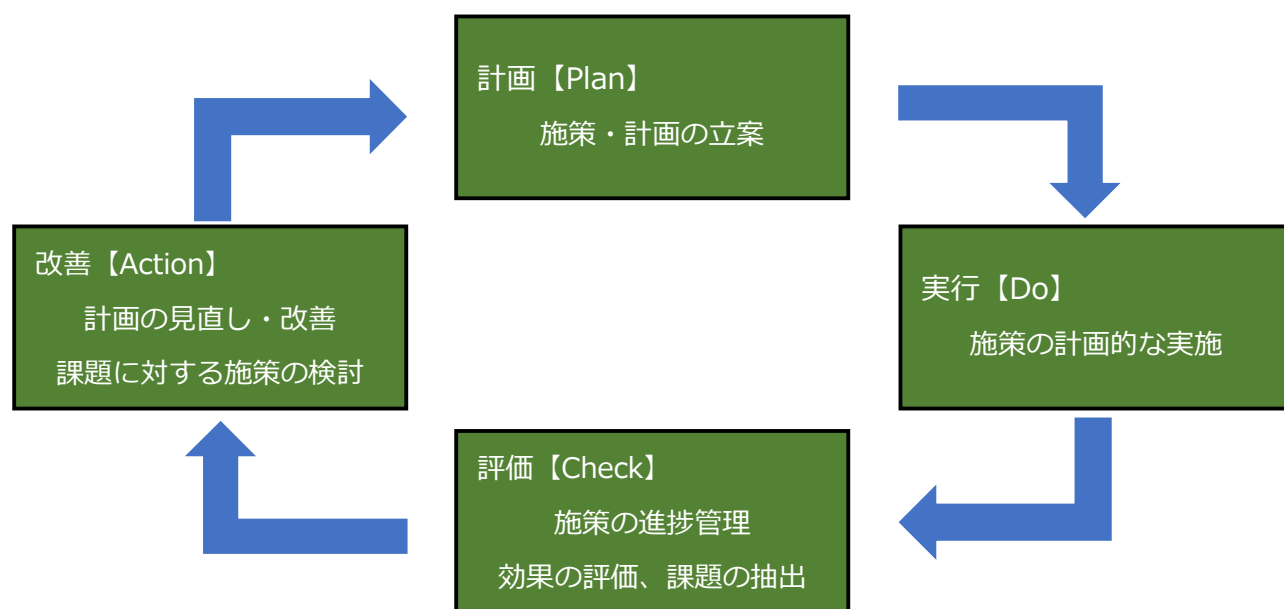 計画【Plan】
施策・計画の立案
実行【Do】
施策の計画的な実施
評価【Check】
施策の進捗管理
効果の評価、課題の抽出
改善【Action】
計画の見直し・改善
課題に対する施策の検討